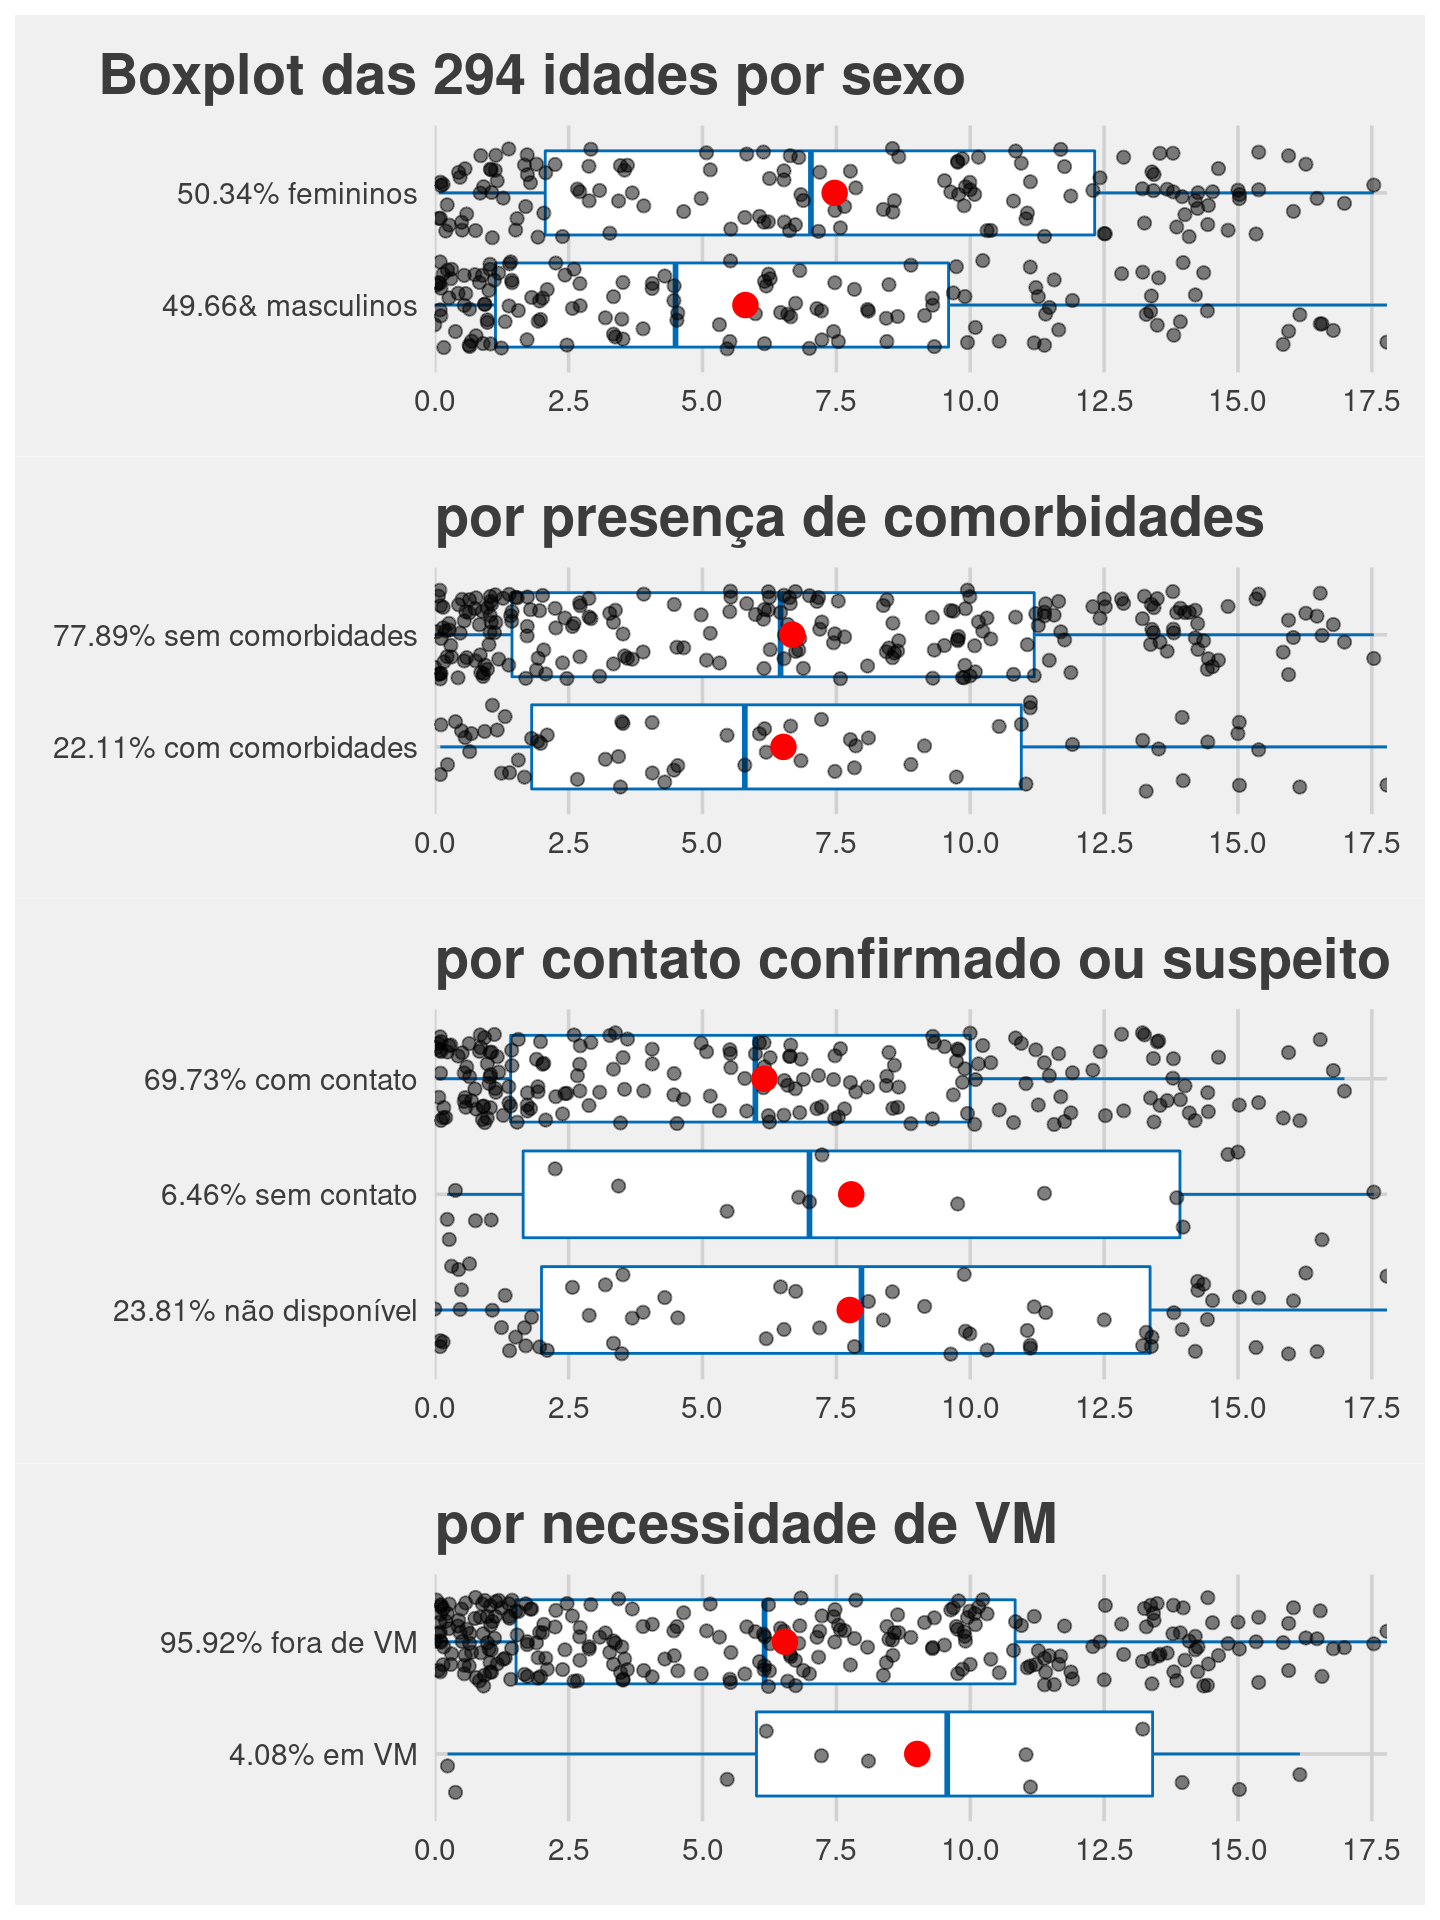 Boxplot das 294 idades por sexo
50.34% femininos
49.66& masculinos
0.0 2.5 5.0 7.5 10.0 12.5 15.0 17.5
por presença de comorbidades
77.89% sem comorbidades
22.11% com comorbidades
0.0 2.5 5.0 7.5 10.0 12.5 15.0 17.5
por contato confirmado ou suspeito
69.73% com contato
6.46% sem contato
23.81% não disponível
0.0 2.5 5.0 7.5 10.0 12.5 15.0 17.5
por necessidade de VM
95.92% fora de VM
4.08% em VM
0.0 2.5 5.0 7.5 10.0 12.5 15.0 17.5